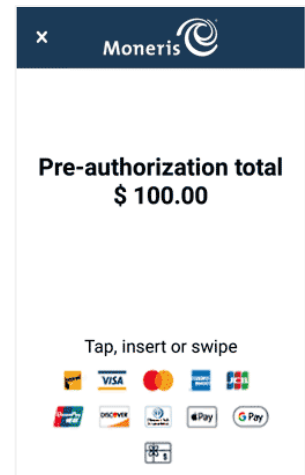 ×
Moneris
Pre-authorization total
$ 100.00
Tap, insert or swipe
VISA
DISCOVER
Pay
G Pay
$